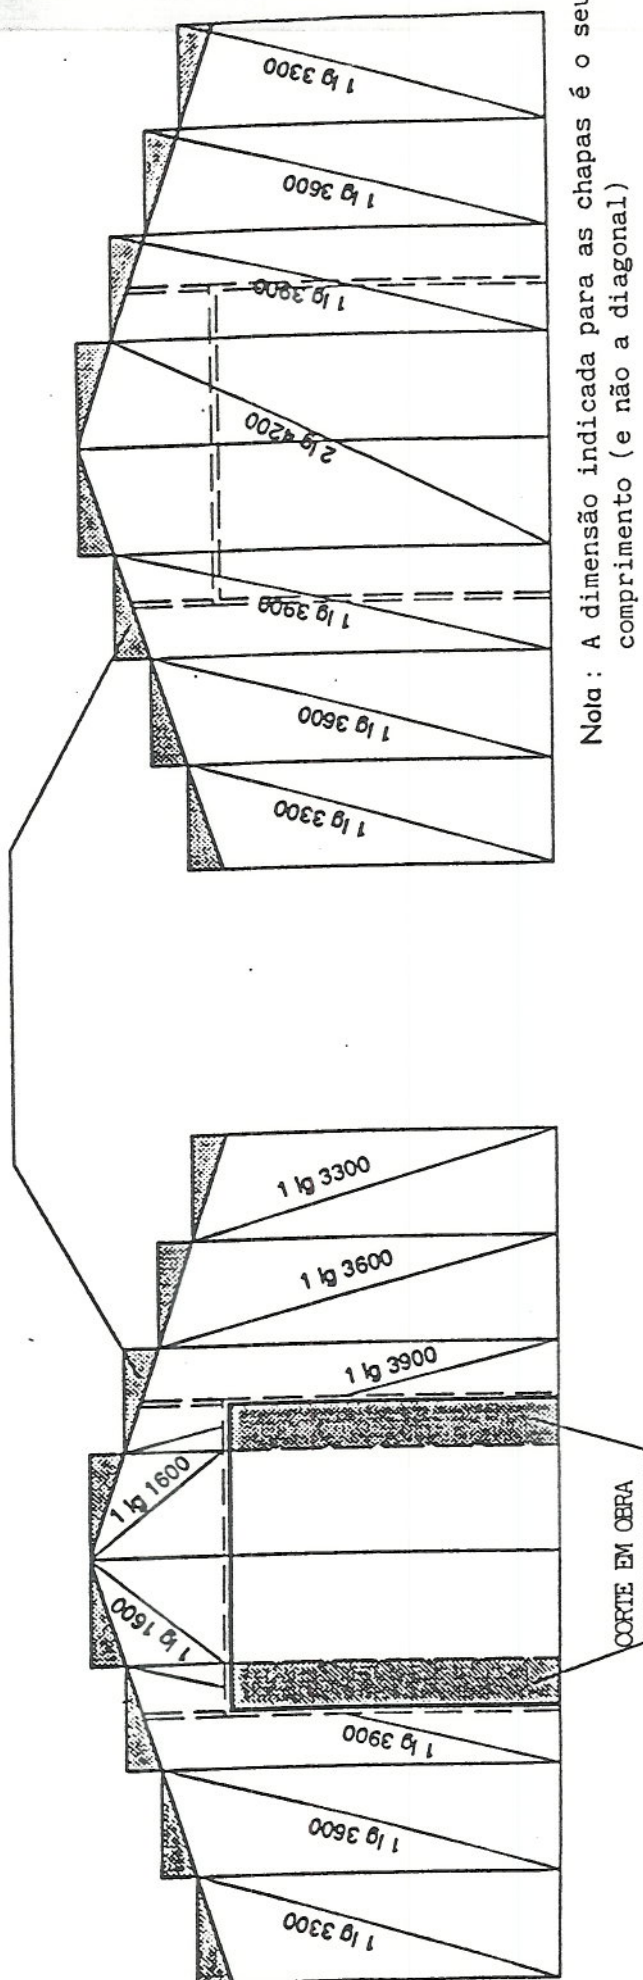 1 lg 3300
1 lg 3600
1 lg 3900
2 lg 4200
1 lg 3900
1 lg 3600
1 lg 3300
Nota : A dimensão indicada para as chapas é o seu
comprimento (e não a diagonal)
1 lg 3300
1 lg 3600
1 lg 3900
1 lg 1600
1 lg 1600
1 lg 3900
1 lg 3600
1 lg 3300
CORTE EM OBRA